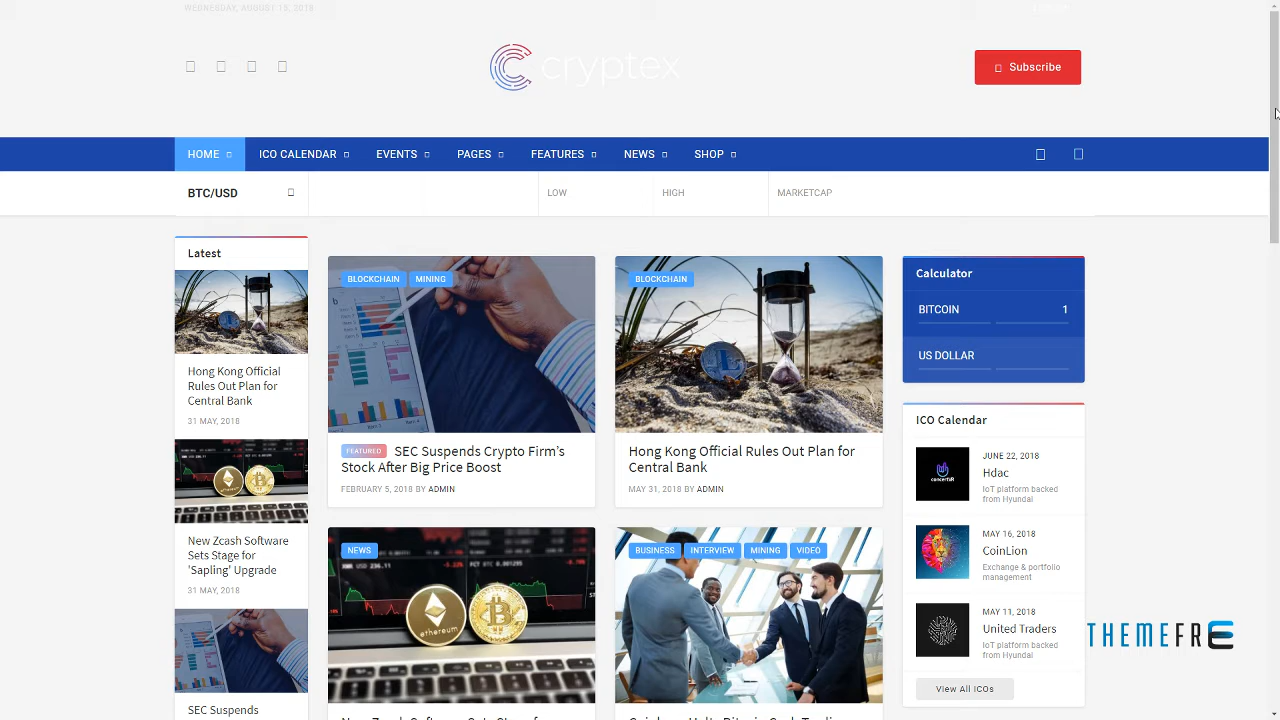 WEDNESDAY, AUGUST 15, 2018
cryptex
Subscribe
HOME
ICO CALENDAR
EVENTS
PAGES
FEATURES
NEWS
SHOP
BTC/USD
LOW
HIGH
MARKETCAP
Latest
Hong Kong Official
Rules Out Plan for
Central Bank
31 MAY, 2018
New Zcash Software
Sets Stage for
'Sapling' Upgrade
31 MAY, 2018
SEC Suspends
BLOCKCHAIN
MINING
FEATURED SEC Suspends Crypto Firm's
Stock After Big Price Boost
FEBRUARY 5, 2018 BY ADMIN
BLOCKCHAIN
Hong Kong Official Rules Out Plan for
Central Bank
MAY 31, 2018 BY ADMIN
NEWS
ethereum
BUSINESS
INTERVIEW
MINING
VIDEO
Calculator
BITCOIN 1
US DOLLAR
ICO Calendar
JUNE 22, 2018
Hdac
IoT platform backed
from Hyundai
MAY 16, 2018
CoinLion
Exchange & portfolio
management
MAY 11, 2018
United Traders
IoT platform backed
from Hyundai
View All ICOs
THEMEFRE